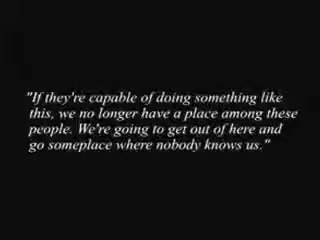 "If they're capable of doing something like
this, we no longer have a place among these
people. We're going to get out of here and
go someplace where nobody knows us."